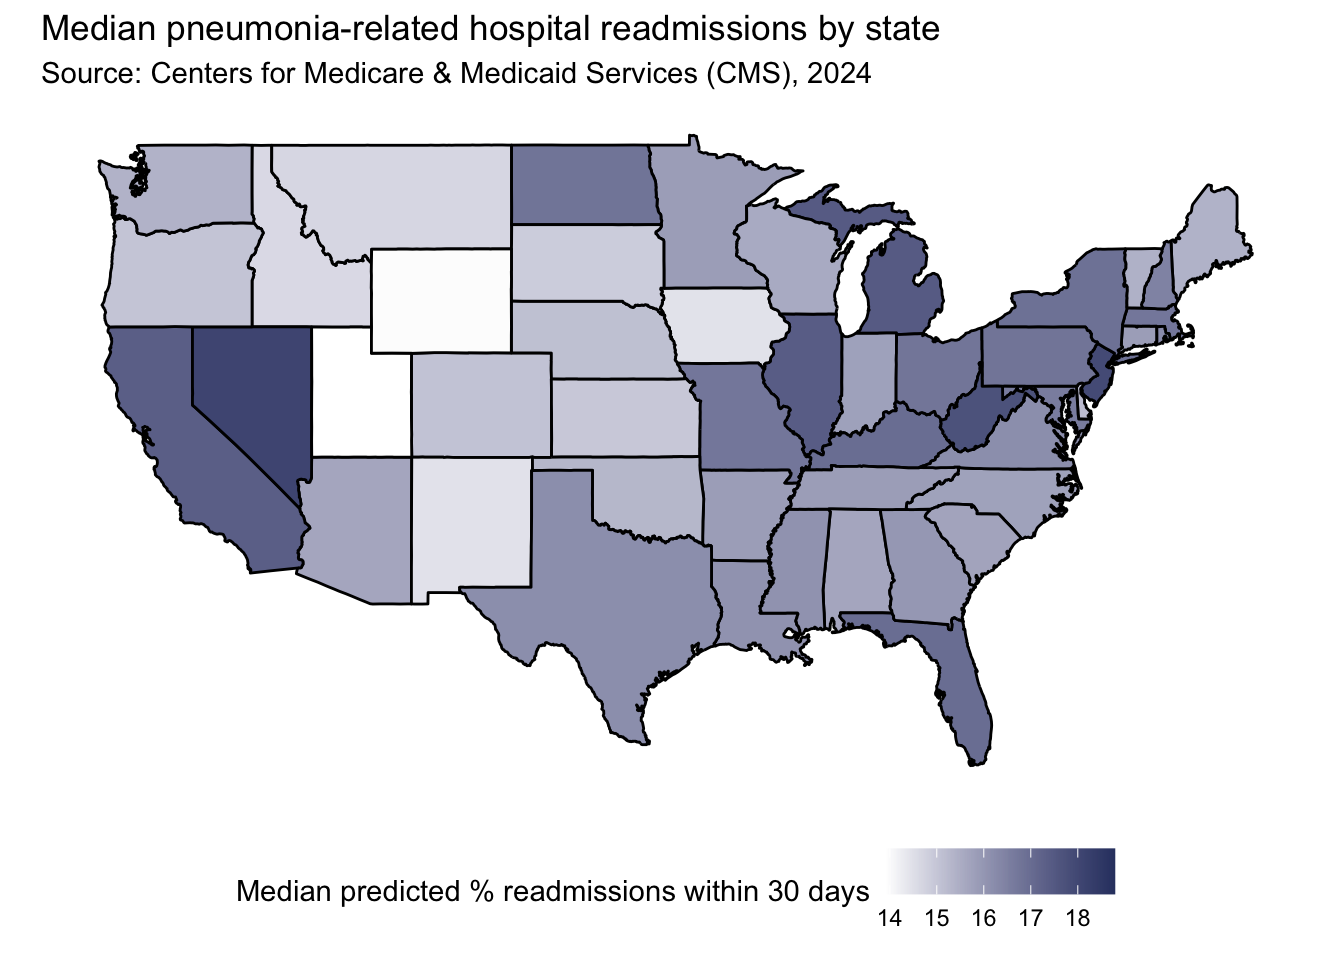 Median pneumonia-related hospital readmissions by state
Source: Centers for Medicare & Medicaid Services (CMS), 2024
Median predicted % readmissions within 30 days
14 15 16 17 18